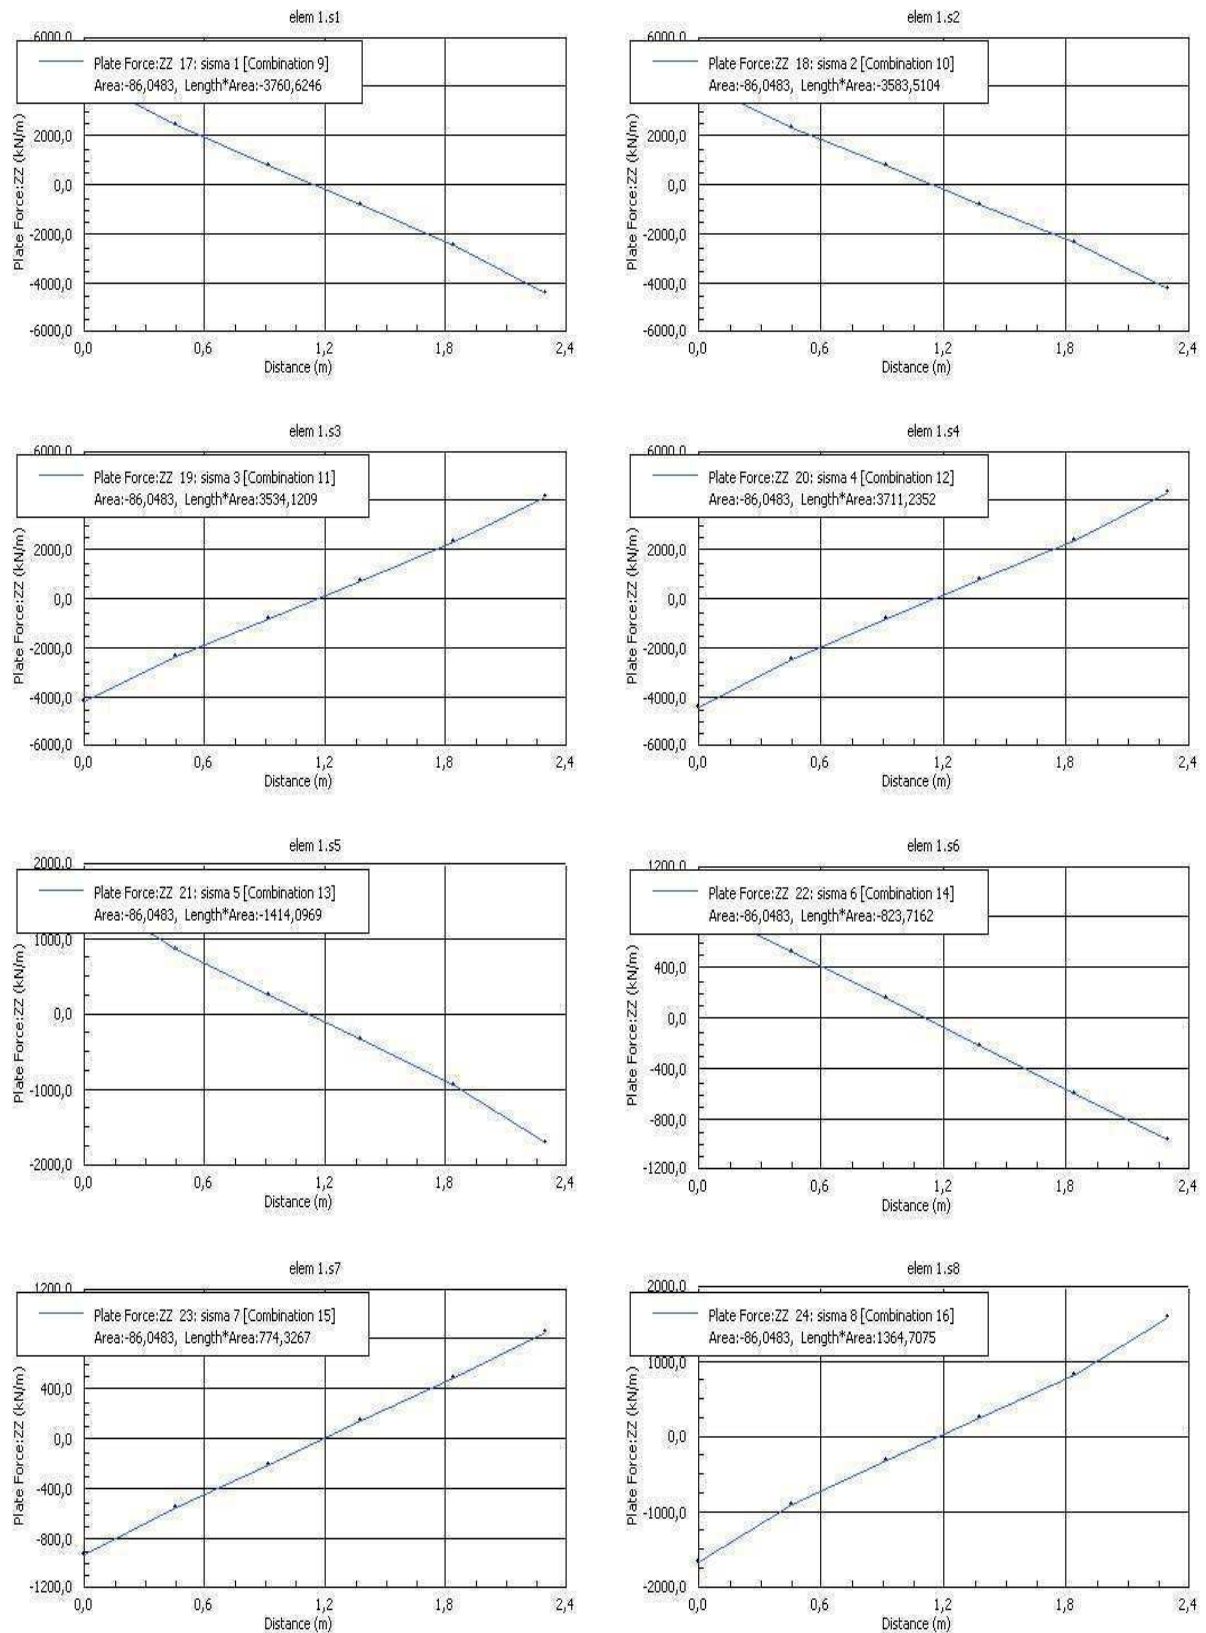 elem 1.s1
6000,0
Plate Force:ZZ 17: sisma 1 [Combination 9]
Area:-86,0483, Length*Area:-3760,6246
2000,0
0,0
-2000,0
-4000,0
-6000,0
Plate Force:ZZ (kN/m)
0,0 0,6 1,2 1,8 2,4
Distance (m)
elem 1.s2
6000,0
Plate Force:ZZ 18: sisma 2 [Combination 10]
Area:-86,0483, Length*Area:-3583,5104
2000,0
0,0
-2000,0
-4000,0
-6000,0
Plate Force:ZZ (kN/m)
0,0 0,6 1,2 1,8 2,4
Distance (m)
elem 1.s3
6000,0
Plate Force:ZZ 19: sisma 3 [Combination 11]
Area:-86,0483, Length*Area:3534,1209
2000,0
0,0
-2000,0
-4000,0
-6000,0
Plate Force:ZZ (kN/m)
0,0 0,6 1,2 1,8 2,4
Distance (m)
elem 1.s4
6000,0
Plate Force:ZZ 20: sisma 4 [Combination 12]
Area:-86,0483, Length*Area:3711,2352
2000,0
0,0
-2000,0
-4000,0
-6000,0
Plate Force:ZZ (kN/m)
0,0 0,6 1,2 1,8 2,4
Distance (m)
elem 1.s5
2000,0
Plate Force:ZZ 21: sisma 5 [Combination 13]
Area:-86,0483, Length*Area:-1414,0969
1000,0
0,0
-1000,0
-2000,0
Plate Force:ZZ (kN/m)
0,0 0,6 1,2 1,8 2,4
Distance (m)
elem 1.s6
1200,0
Plate Force:ZZ 22: sisma 6 [Combination 14]
Area:-86,0483, Length*Area:-823,7162
400,0
0,0
-400,0
-800,0
-1200,0
Plate Force:ZZ (kN/m)
0,0 0,6 1,2 1,8 2,4
Distance (m)
elem 1.s7
1200,0
Plate Force:ZZ 23: sisma 7 [Combination 15]
Area:-86,0483, Length*Area:774,3267
400,0
0,0
-400,0
-800,0
-1200,0
Plate Force:ZZ (kN/m)
0,0 0,6 1,2 1,8 2,4
Distance (m)
elem 1.s8
2000,0
Plate Force:ZZ 24: sisma 8 [Combination 16]
Area:-86,0483, Length*Area:1364,7075
1000,0
0,0
-1000,0
-2000,0
Plate Force:ZZ (kN/m)
0,0 0,6 1,2 1,8 2,4
Distance (m)